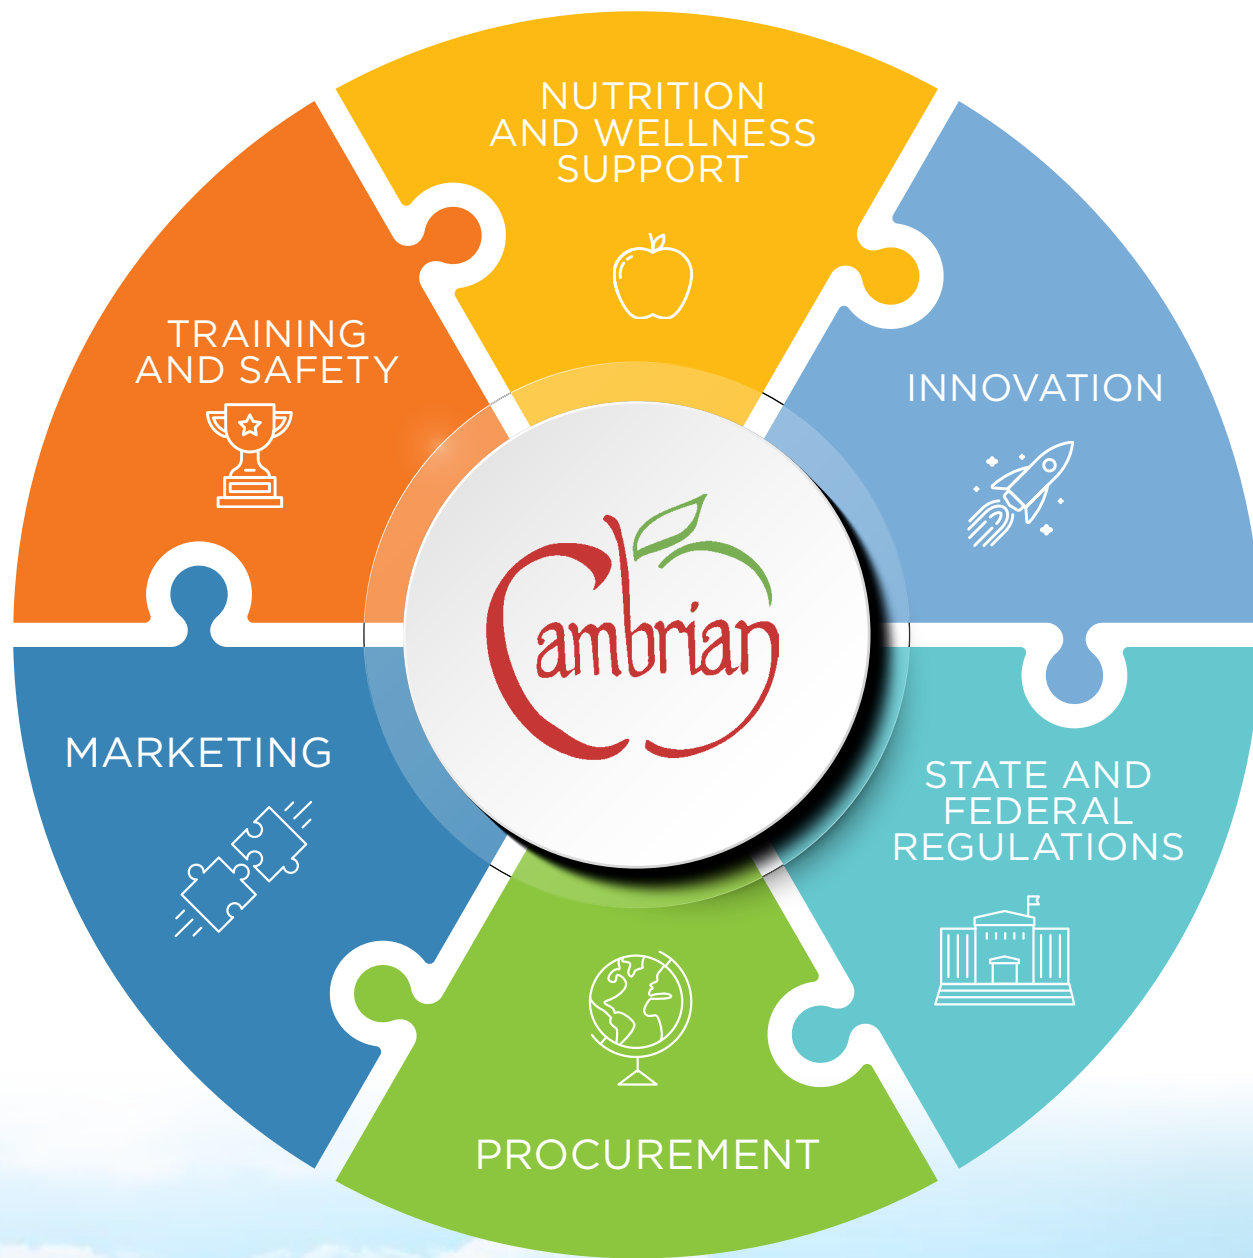 NUTRITION
AND WELLNESS
SUPPORT
TRAINING
AND SAFETY
INNOVATION
Cambrian
MARKETING
STATE AND
FEDERAL
REGULATIONS
PROCUREMENT